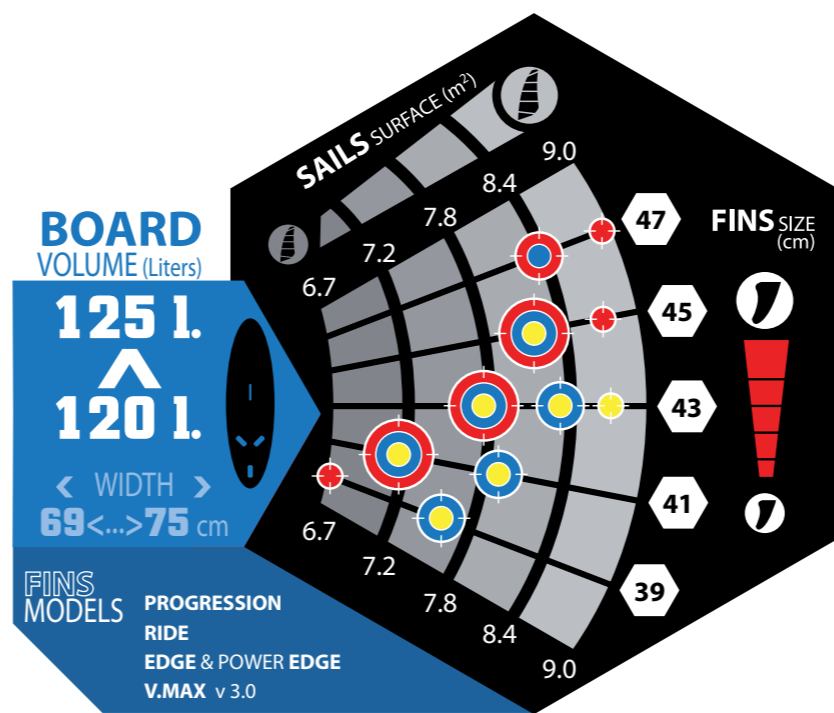 SAILS SURFACE (m²)
9.0
8.4
7.8
7.2
6.7
47
FINS SIZE
(cm)
BOARD
VOLUME (Liters)
125 l.
120 l.
45
43
‹ WIDTH ›
69<...>75 cm
41
39
6.7
7.2
7.8
8.4
9.0
FINS
MODELS
PROGRESSION
RIDE
EDGE & POWER EDGE
V.MAX v 3.0